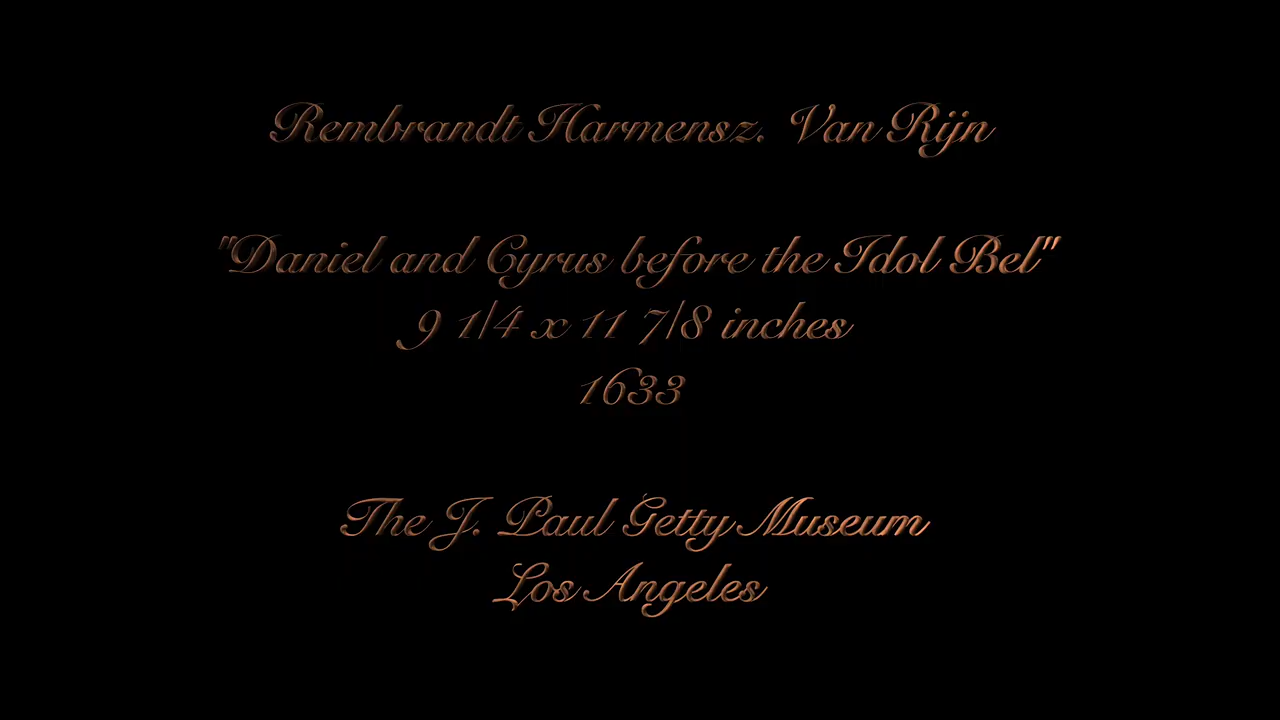 Rembrandt Harmensz. Van Rijn
"Daniel and Cyrus before the Idol Bel"
9 1/4 x 11 7/8 inches
1633
The J. Paul Getty Museum
Los Angeles